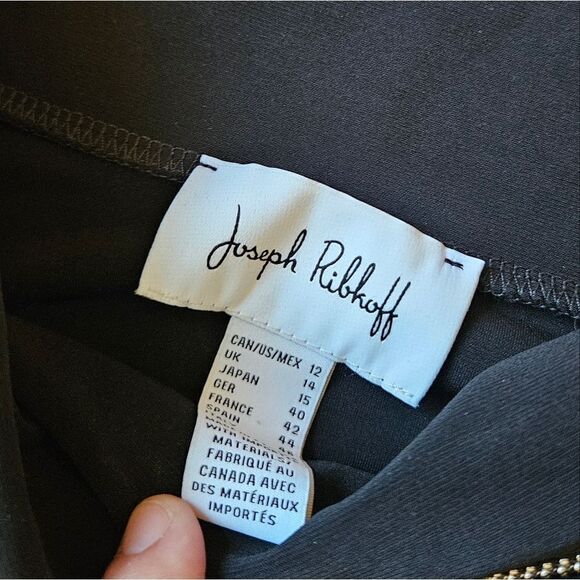 Joseph Ribkoff
CAN/US/MEX 12
UK 14
JAPAN 15
GER 40
FRANCE 42
SPAIN 44
MATERIALS
FABRIQUÉ AU
CANADA AVEC
DES MATÉRIAUX
IMPORTÉS